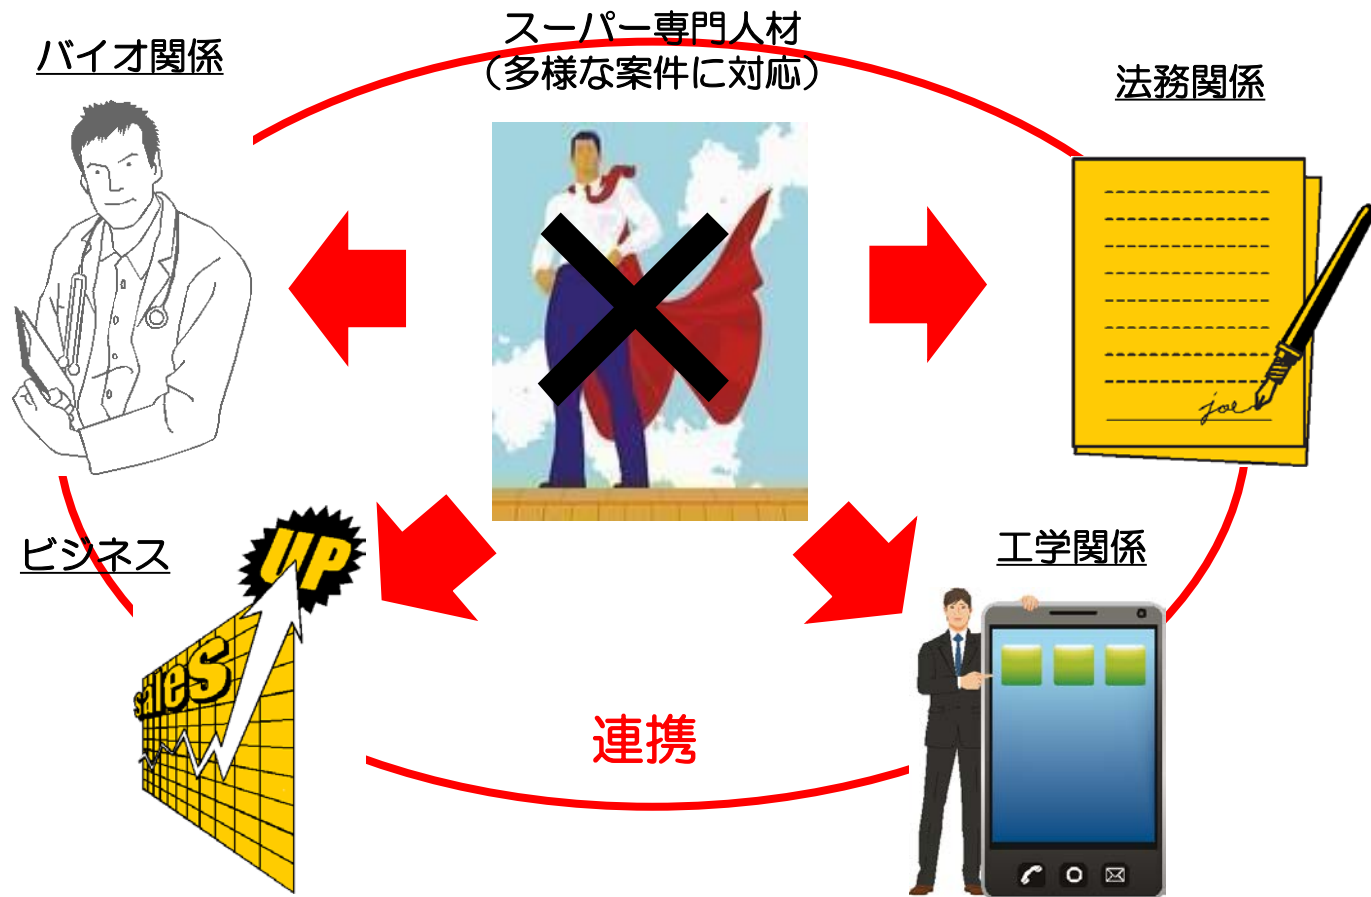 スーパー専門人材
（多様な案件に対応）
バイオ関係
法務関係
joe
ビジネス
UP
sales
工学関係
連携